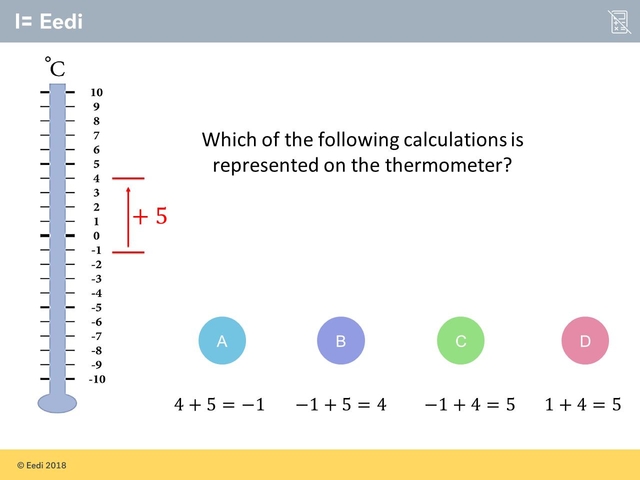 I= Eedi
°C
10
9
8
7
6
5
4
3
2
1
0
-1
-2
-3
-4
-5
-6
-7
-8
-9
-10
+ 5
Which of the following calculations is
represented on the thermometer?
A
B
C
D
4 + 5 = −1
−1 + 5 = 4
−1 + 4 = 5
1 + 4 = 5
© Eedi 2018